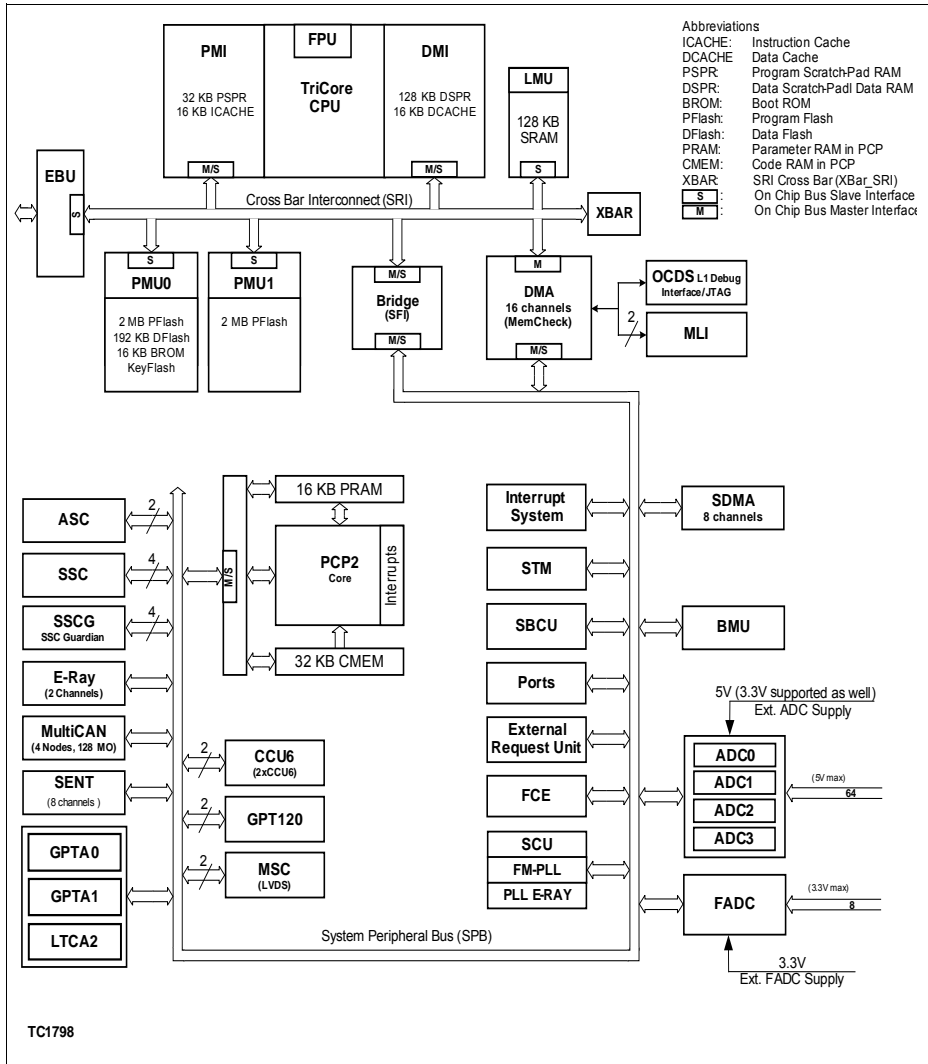 Abbreviations:
ICACHE: Instruction Cache
DCACHE Data Cache
PSPR: Program Scratch-Pad RAM
DSPR: Data Scratch-Padl Data RAM
BROM: Boot ROM
PFlash: Program Flash
DFlash: Data Flash
PRAM: Parameter RAM in PCP
CMEM: Code RAM in PCP
XBAR: SRI Cross Bar (XBar_SRI)
S : On Chip Bus Slave Interface
M : On Chip Bus Master Interface
PMI
32 KB PSPR
16 KB ICACHE
M/S
FPU
TriCore
CPU
DMI
128 KB DSPR
16 KB DCACHE
M/S
LMU
128 KB
SRAM
S
EBU
S
Cross Bar Interconnect (SRI)
XBAR
S
PMU0
2 MB PFlash
192 KB DFlash
16 KB BROM
KeyFlash
S
PMU1
2 MB PFlash
M/S
Bridge
(SFI)
M/S
M
DMA
16 channels
(MemCheck)
M/S
OCDS L1 Debug
Interface/JTAG
2
MLI
ASC
2
SSC
4
SSCG
SSC Guardian
4
E-Ray
(2 Channels)
MultiCAN
(4 Nodes, 128 MO)
SENT
(8 channels )
GPTA0
GPTA1
LTCA2
M/S
16 KB PRAM
PCP2
Core
Interrupts
32 KB CMEM
2
CCU6
(2xCCU6)
2
GPT120
2
MSC
(LVDS)
Interrupt
System
STM
SBCU
Ports
External
Request Unit
FCE
SCU
FM-PLL
PLL E-RAY
SDMA
8 channels
BMU
5V (3.3V supported as well)
Ext. ADC Supply
ADC0
ADC1
ADC2
ADC3
(5V max)
64
FADC
(3.3V max)
8
3.3V
Ext. FADC Supply
System Peripheral Bus (SPB)
TC1798